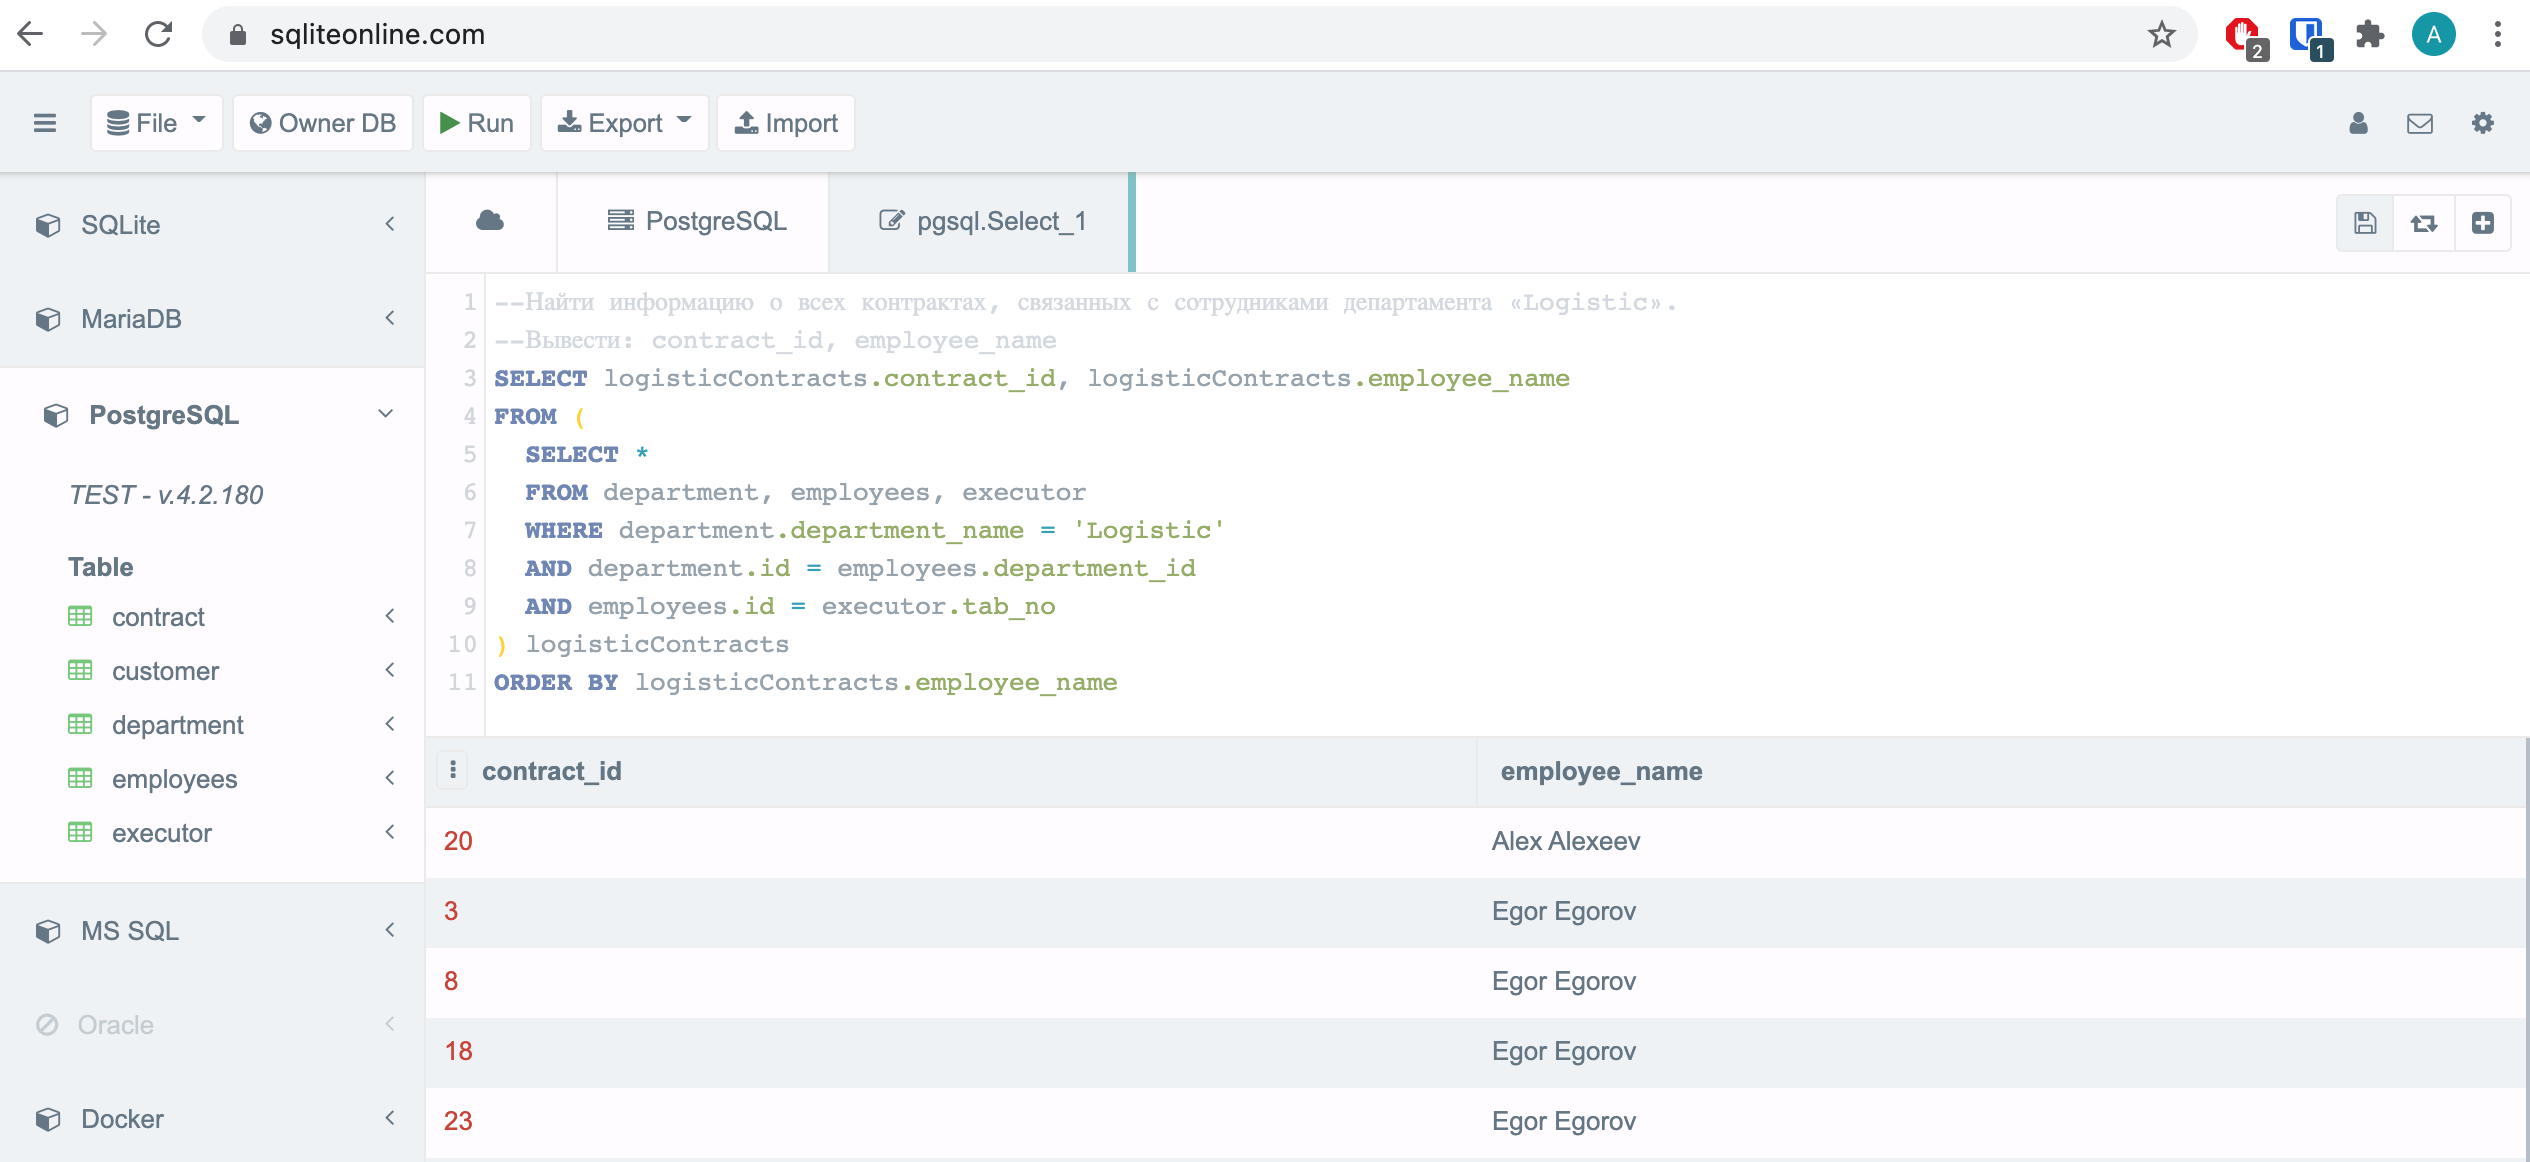 sqliteonline.com
2
1
A
File
Owner DB
Run
Export
Import
SQLite
MariaDB
PostgreSQL
TEST - v.4.2.180
Table
contract
customer
department
employees
executor
MS SQL
Oracle
Docker
PostgreSQL
pgsql.Select_1
1 --Найти информацию о всех контрактах, связанных с сотрудниками департамента «Logistic».
2 --Вывести: contract_id, employee_name
3 SELECT logisticContracts.contract_id, logisticContracts.employee_name
4 FROM (
5 SELECT *
6 FROM department, employees, executor
7 WHERE department.department_name = 'Logistic'
8 AND department.id = employees.department_id
9 AND employees.id = executor.tab_no
10 ) logisticContracts
11 ORDER BY logisticContracts.employee_name
contract_id employee_name
20 Alex Alexeev
3 Egor Egorov
8 Egor Egorov
18 Egor Egorov
23 Egor Egorov